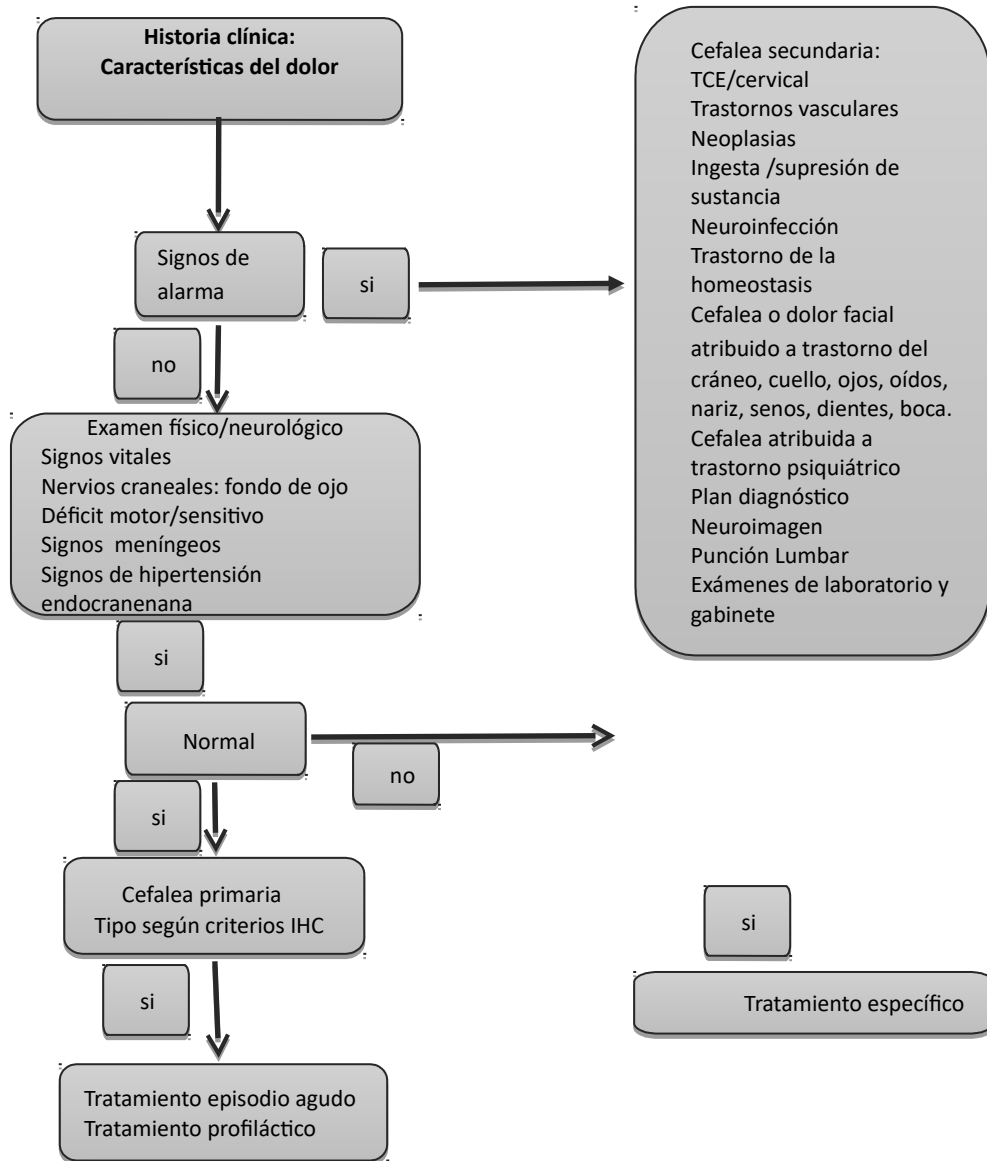 Historia clínica:
Características del dolor
Signos de
alarma
si
Cefalea secundaria:
TCE/cervical
Trastornos vasculares
Neoplasias
Ingesta /supresión de
sustancia
Neuroinfección
Trastorno de la
homeostasis
Cefalea o dolor facial
atribuido a trastorno del
cráneo, cuello, ojos, oídos,
nariz, senos, dientes, boca.
Cefalea atribuida a
trastorno psiquiátrico
Plan diagnóstico
Neuroimagen
Punción Lumbar
Exámenes de laboratorio y
gabinete
no
Examen físico/neurológico
Signos vitales
Nervios craneales: fondo de ojo
Déficit motor/sensitivo
Signos meníngeos
Signos de hipertensión
endocranenana
si
Normal
no
si
Cefalea primaria
Tipo según criterios IHC
si
Tratamiento episodio agudo
Tratamiento profiláctico
si
Tratamiento específico